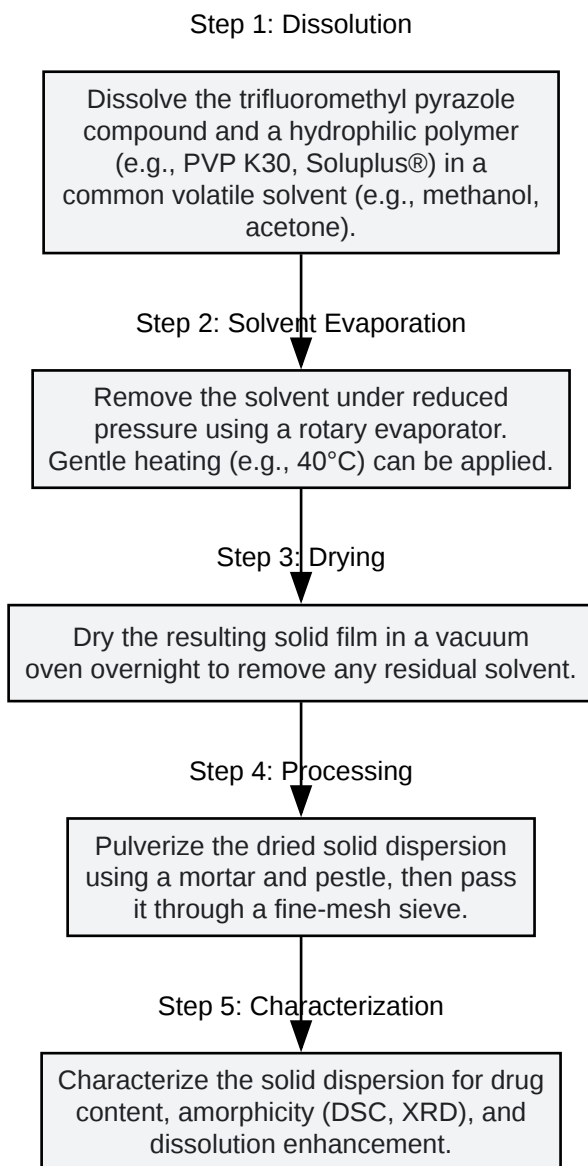 Step 1: Dissolution
Dissolve the trifluoromethyl pyrazole
compound and a hydrophilic polymer
(e.g., PVP K30, Soluplus®) in a
common volatile solvent (e.g., methanol,
acetone).
Step 2: Solvent Evaporation
Remove the solvent under reduced
pressure using a rotary evaporator.
Gentle heating (e.g., 40°C) can be applied.
Step 3: Drying
Dry the resulting solid film in a vacuum
oven overnight to remove any residual solvent.
Step 4: Processing
Pulverize the dried solid dispersion
using a mortar and pestle, then pass
it through a fine-mesh sieve.
Step 5: Characterization
Characterize the solid dispersion for drug
content, amorphicity (DSC, XRD), and
dissolution enhancement.